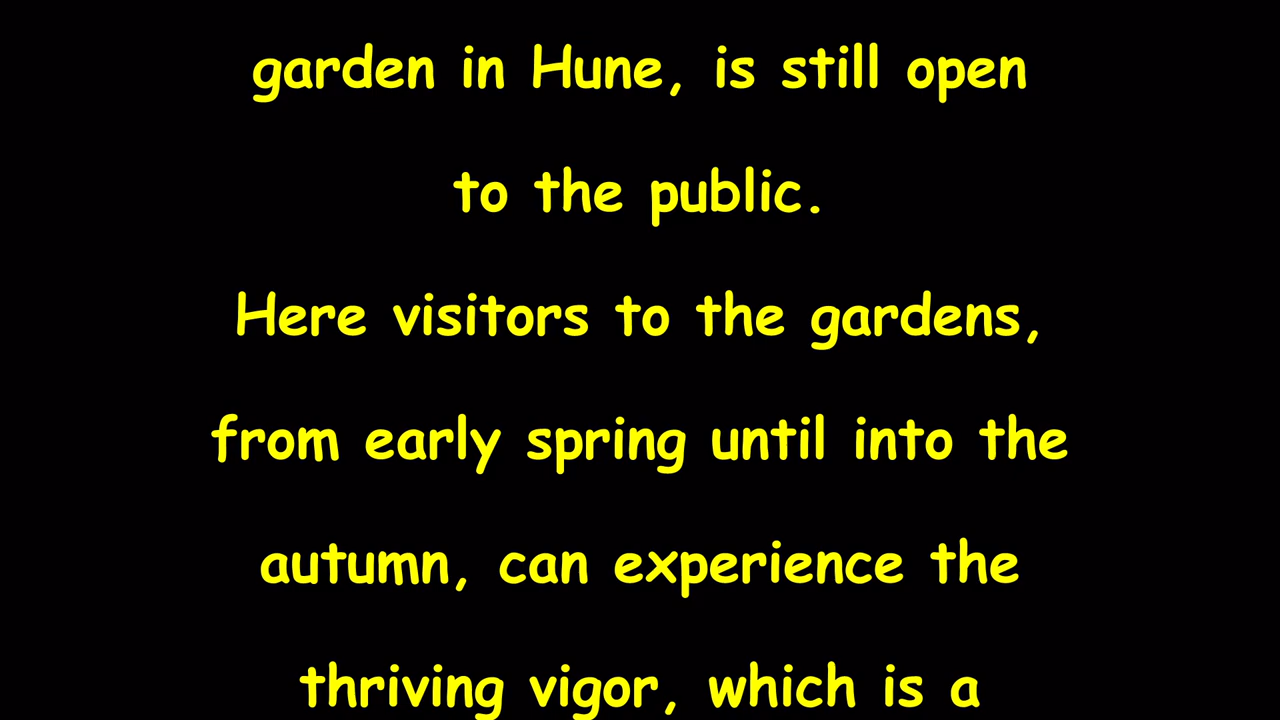 garden in Hune, is still open
to the public.
Here visitors to the gardens,
from early spring until into the
autumn, can experience the
thriving vigor, which is a